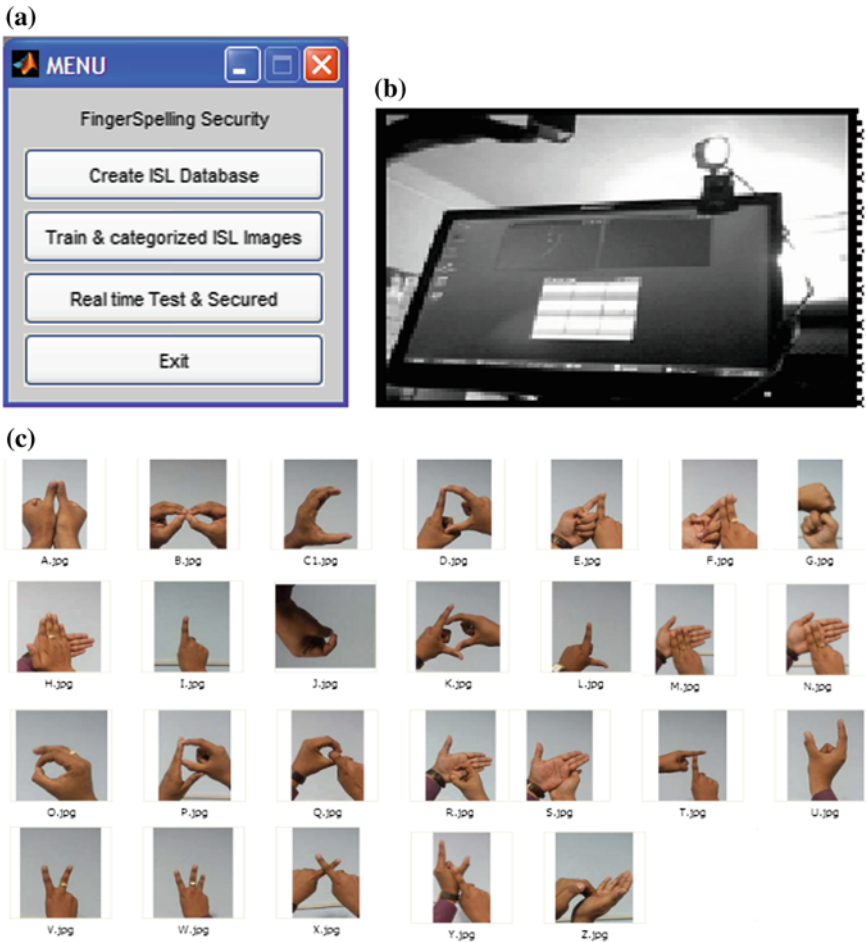 (a)
MENU
FingerSpelling Security
Create ISL Database
Train & categorized ISL Images
Real time Test & Secured
Exit
(b)
(c)
A.jpg B.jpg C1.jpg D.jpg E.jpg F.jpg G.jpg
H.jpg I.jpg J.jpg K.jpg L.jpg M.jpg N.jpg
O.jpg P.jpg Q.jpg R.jpg S.jpg T.jpg U.jpg
V.jpg W.jpg X.jpg Y.jpg Z.jpg